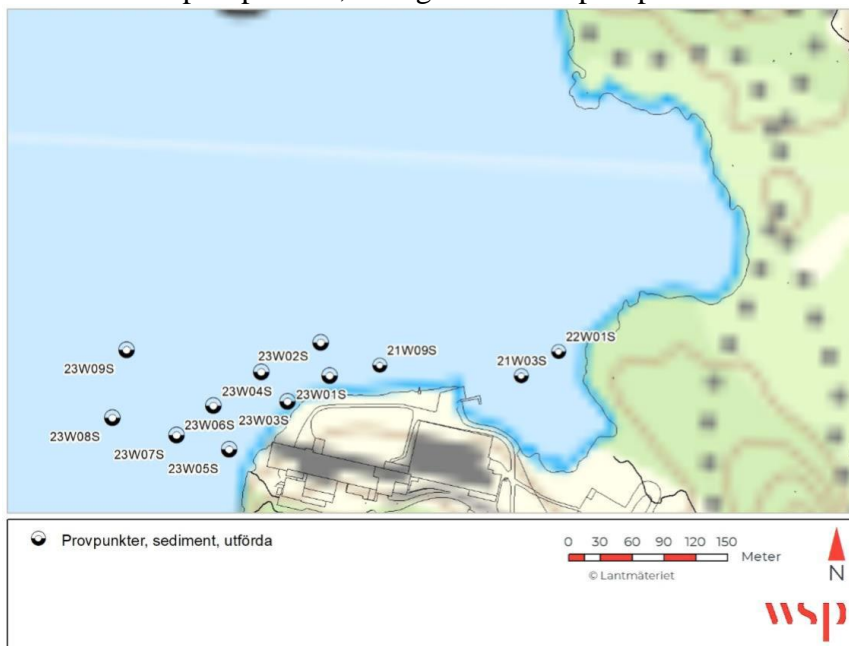 23W02S
21W09S
22W01S
21W03S
23W09S
23W04S
23W01S
23W06S
23W03S
23W08S
23W07S
23W05S
Provpunkter, sediment, utförda
0 30 60 90 120 150
Meter
© Lantmäteriet
N
wsp